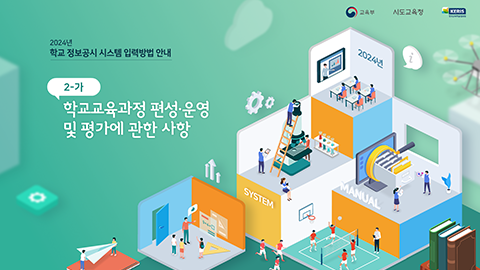 교육부 시도교육청 KERIS
2024년
학교 정보공시 시스템 입력방법 안내
2-가
학교교육과정 편성·운영
및 평가에 관한 사항
2024년
i
SYSTEM
MANUAL